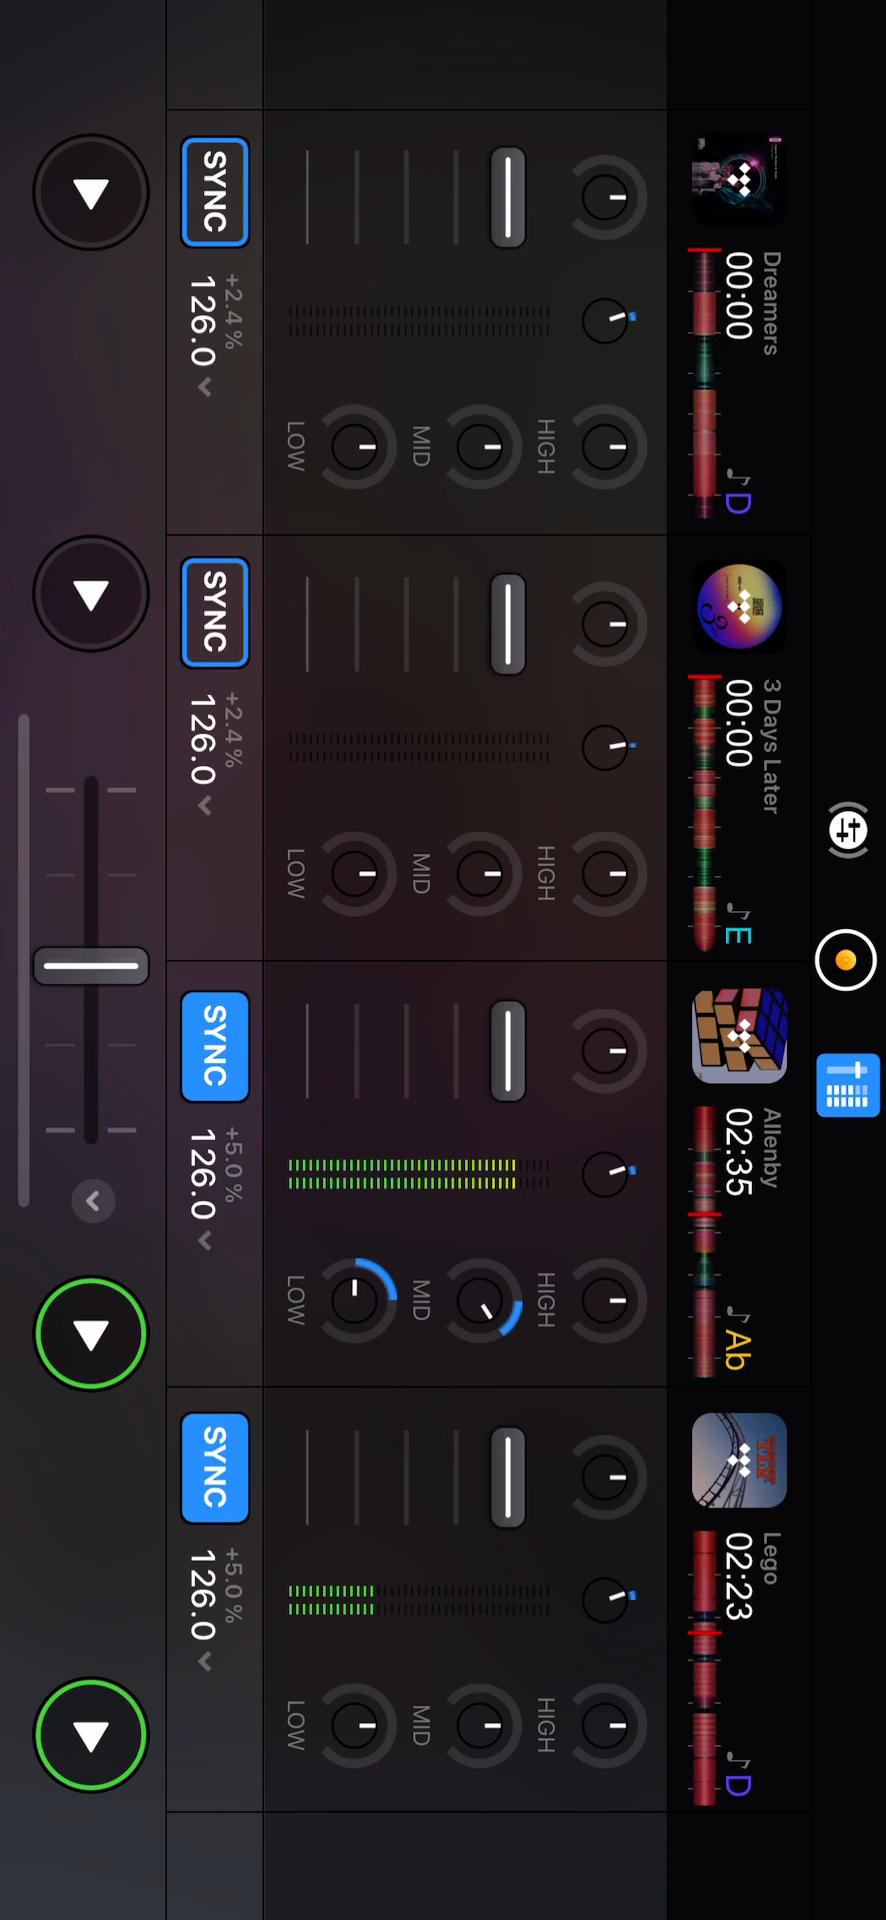 Dreamers
00:00
D
HIGH
MID
LOW
+2.4 %
126.0
SYNC
3 Days Later
00:00
E
HIGH
MID
LOW
+2.4 %
126.0
SYNC
Allenby
02:35
Ab
HIGH
MID
LOW
+5.0 %
126.0
SYNC
Lego
02:23
D
HIGH
MID
LOW
+5.0 %
126.0
SYNC